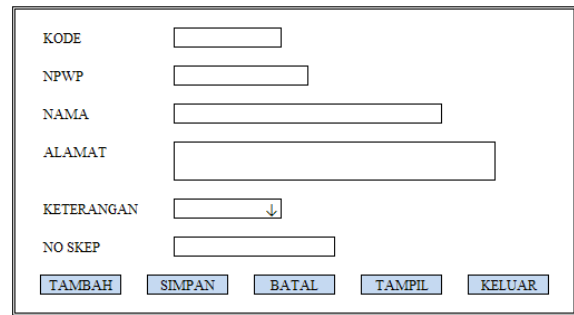 KODE
NPWP
NAMA
ALAMAT
KETERANGAN ↓
NO SKEP
TAMBAH SIMPAN BATAL TAMPIL KELUAR